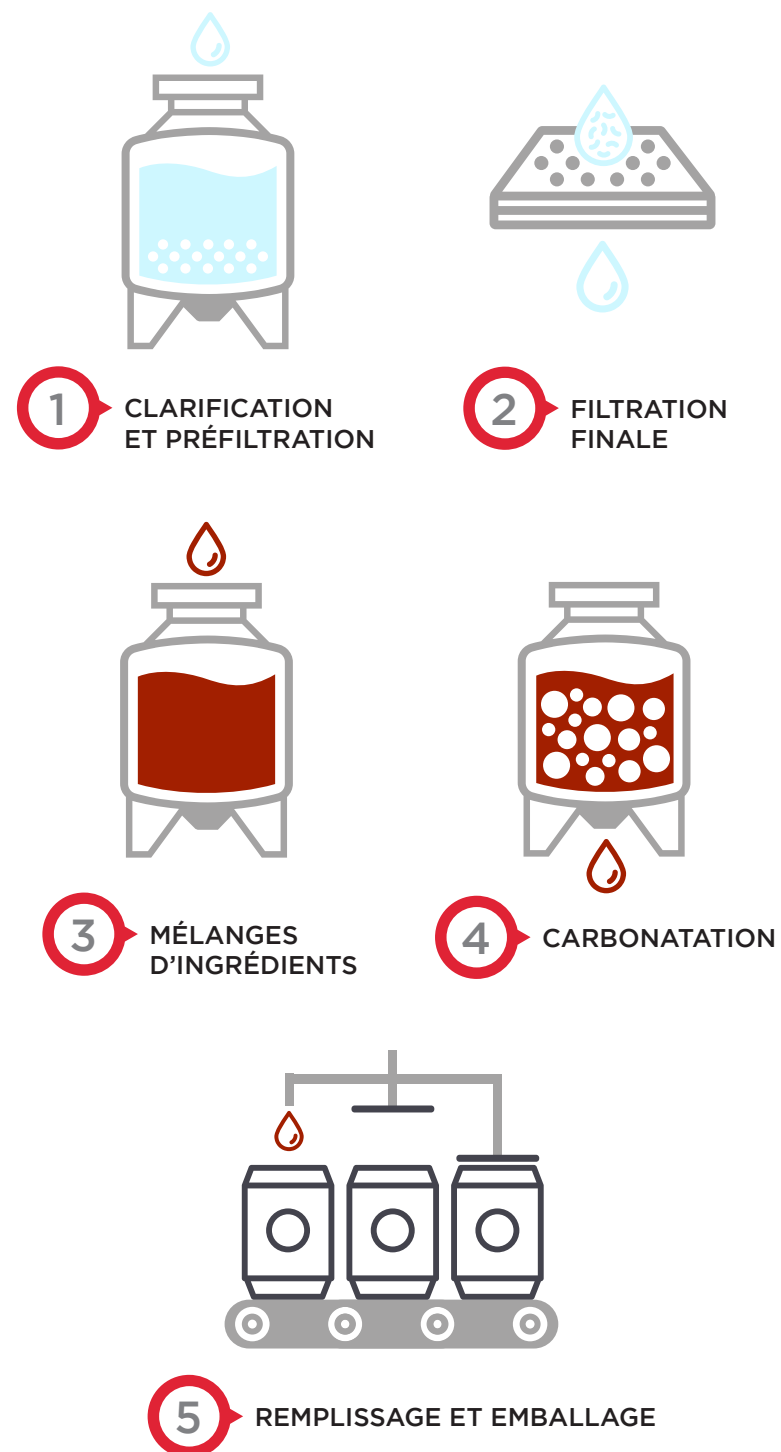 1
CLARIFICATION
ET PRÉFILTRATION
2
FILTRATION
FINALE
3
MÉLANGES
D'INGRÉDIENTS
4
CARBONATATION
5
REMPLISSAGE ET EMBALLAGE